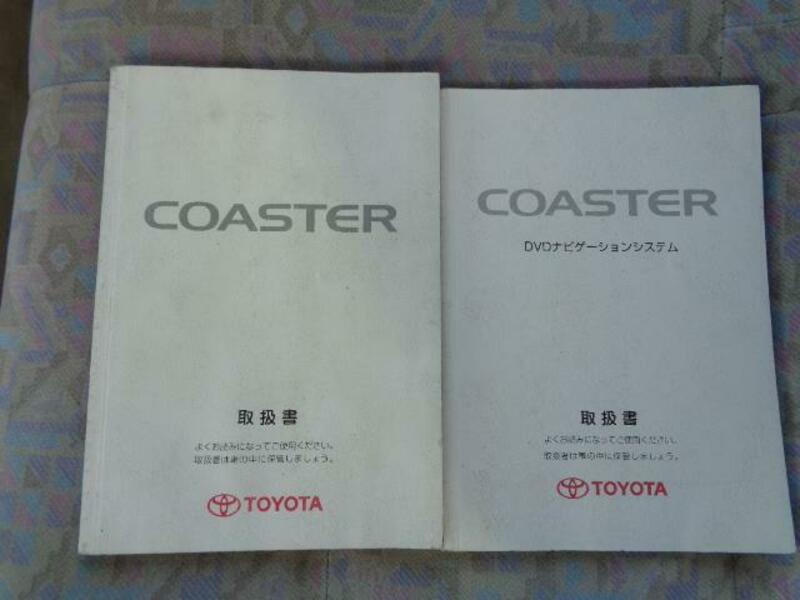 COASTER
取扱書
よくお読みになってご使用ください。
取扱書は車の中に保管しましょう。
TOYOTA
COASTER
DVDナビゲーションシステム
取扱書
よくお読みになってご使用ください。
取扱書は車の中に保管しましょう。
TOYOTA